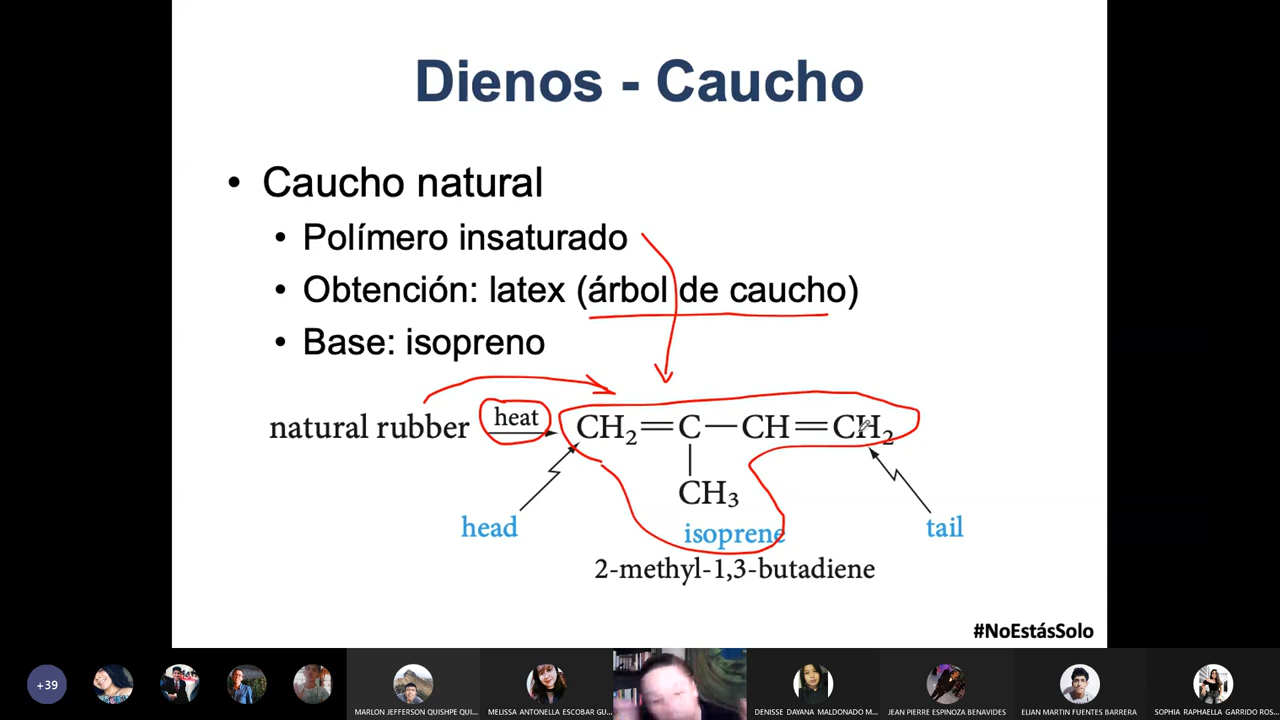 Dienos - Caucho
• Caucho natural
• Polímero insaturado
• Obtención: latex (árbol de caucho)
• Base: isopreno
natural rubber heat CH₂=C—CH=CH₂
CH₃
head isoprene tail
2-methyl-1,3-butadiene
#NoEstásSolo
+39
MARLON JEFFERSON QUISHPE QUI...
MELISSA ANTONELLA ESCOBAR GU...
DENISSE DAYANA MALDONADO M...
JEAN PIERRE ESPINOZA BENAVIDES
ELIAN MARTIN FUENTES BARRERA
SOPHIA RAPHAELLA GARRIDO ROS...